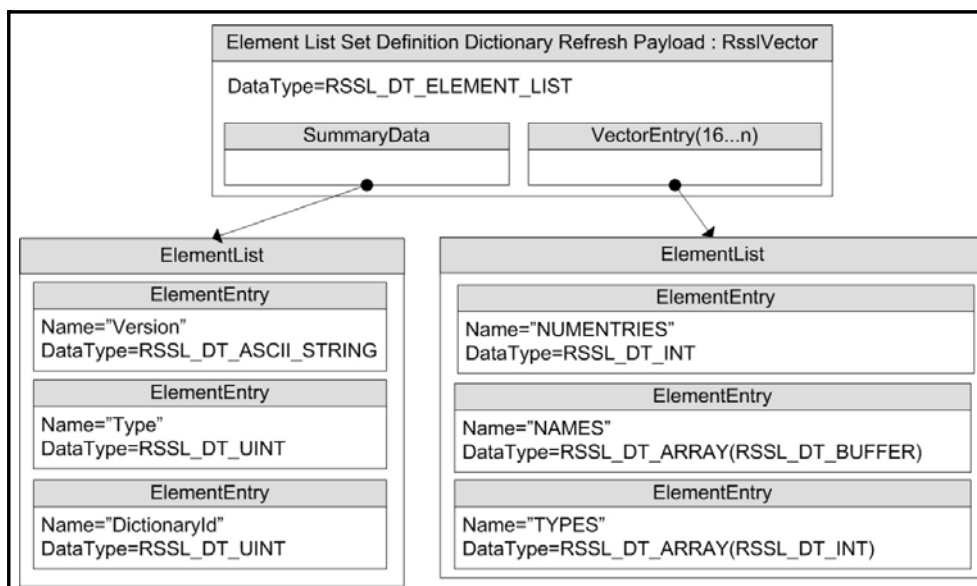 Element List Set Definition Dictionary Refresh Payload : RsslVector
DataType=RSSL_DT_ELEMENT_LIST
SummaryData
VectorEntry(16...n)
ElementList
ElementEntry
Name="Version"
DataType=RSSL_DT_ASCII_STRING
ElementEntry
Name="Type"
DataType=RSSL_DT_UINT
ElementEntry
Name="DictionaryId"
DataType=RSSL_DT_UINT
ElementList
ElementEntry
Name="NUMENTRIES"
DataType=RSSL_DT_INT
ElementEntry
Name="NAMES"
DataType=RSSL_DT_ARRAY(RSSL_DT_BUFFER)
ElementEntry
Name="TYPES"
DataType=RSSL_DT_ARRAY(RSSL_DT_INT)